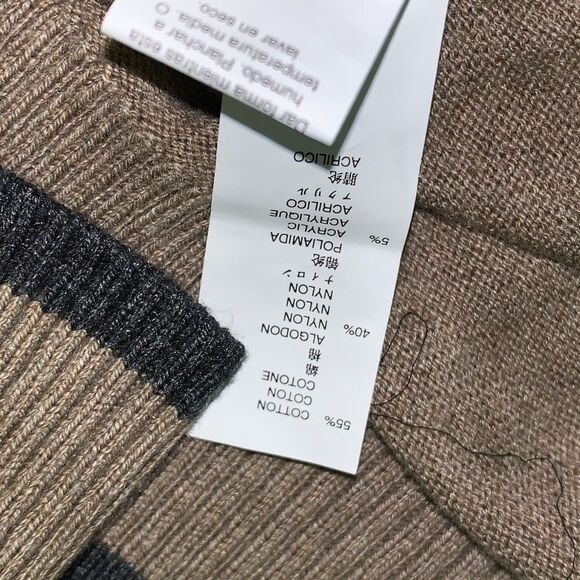 55% COTTON
COTON
COTONE
綿
棉
ALGODON
40% NYLON
NYLON
NYLON
ナイロン
锦纶
POLIAMIDA
5% ACRYLIC
ACRYLIQUE
ACRILICO
アクリル
腈纶
ACRILICO
Dar forma mientras está
humedo. Planchar a
temperatura media. O
lavar en seco.